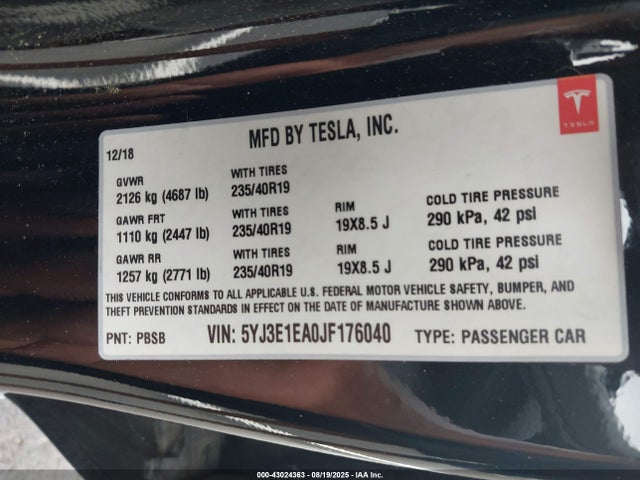 TESLA
MFD BY TESLA, INC.
12/18
GVWR
2126 kg (4687 lb)
WITH TIRES
235/40R19
GAWR FRT
1110 kg (2447 lb)
WITH TIRES
235/40R19
RIM
19X8.5 J
COLD TIRE PRESSURE
290 kPa, 42 psi
GAWR RR
1257 kg (2771 lb)
WITH TIRES
235/40R19
RIM
19X8.5 J
COLD TIRE PRESSURE
290 kPa, 42 psi
THIS VEHICLE CONFORMS TO ALL APPLICABLE U.S. FEDERAL MOTOR VEHICLE SAFETY, BUMPER, AND
THEFT PREVENTION STANDARDS IN EFFECT ON THE DATE OF MANUFACTURE SHOWN ABOVE.
PNT: PBSB VIN: 5YJ3E1EA0JF176040 TYPE: PASSENGER CAR
000-43024363 - 08/19/2025 - IAA Inc.